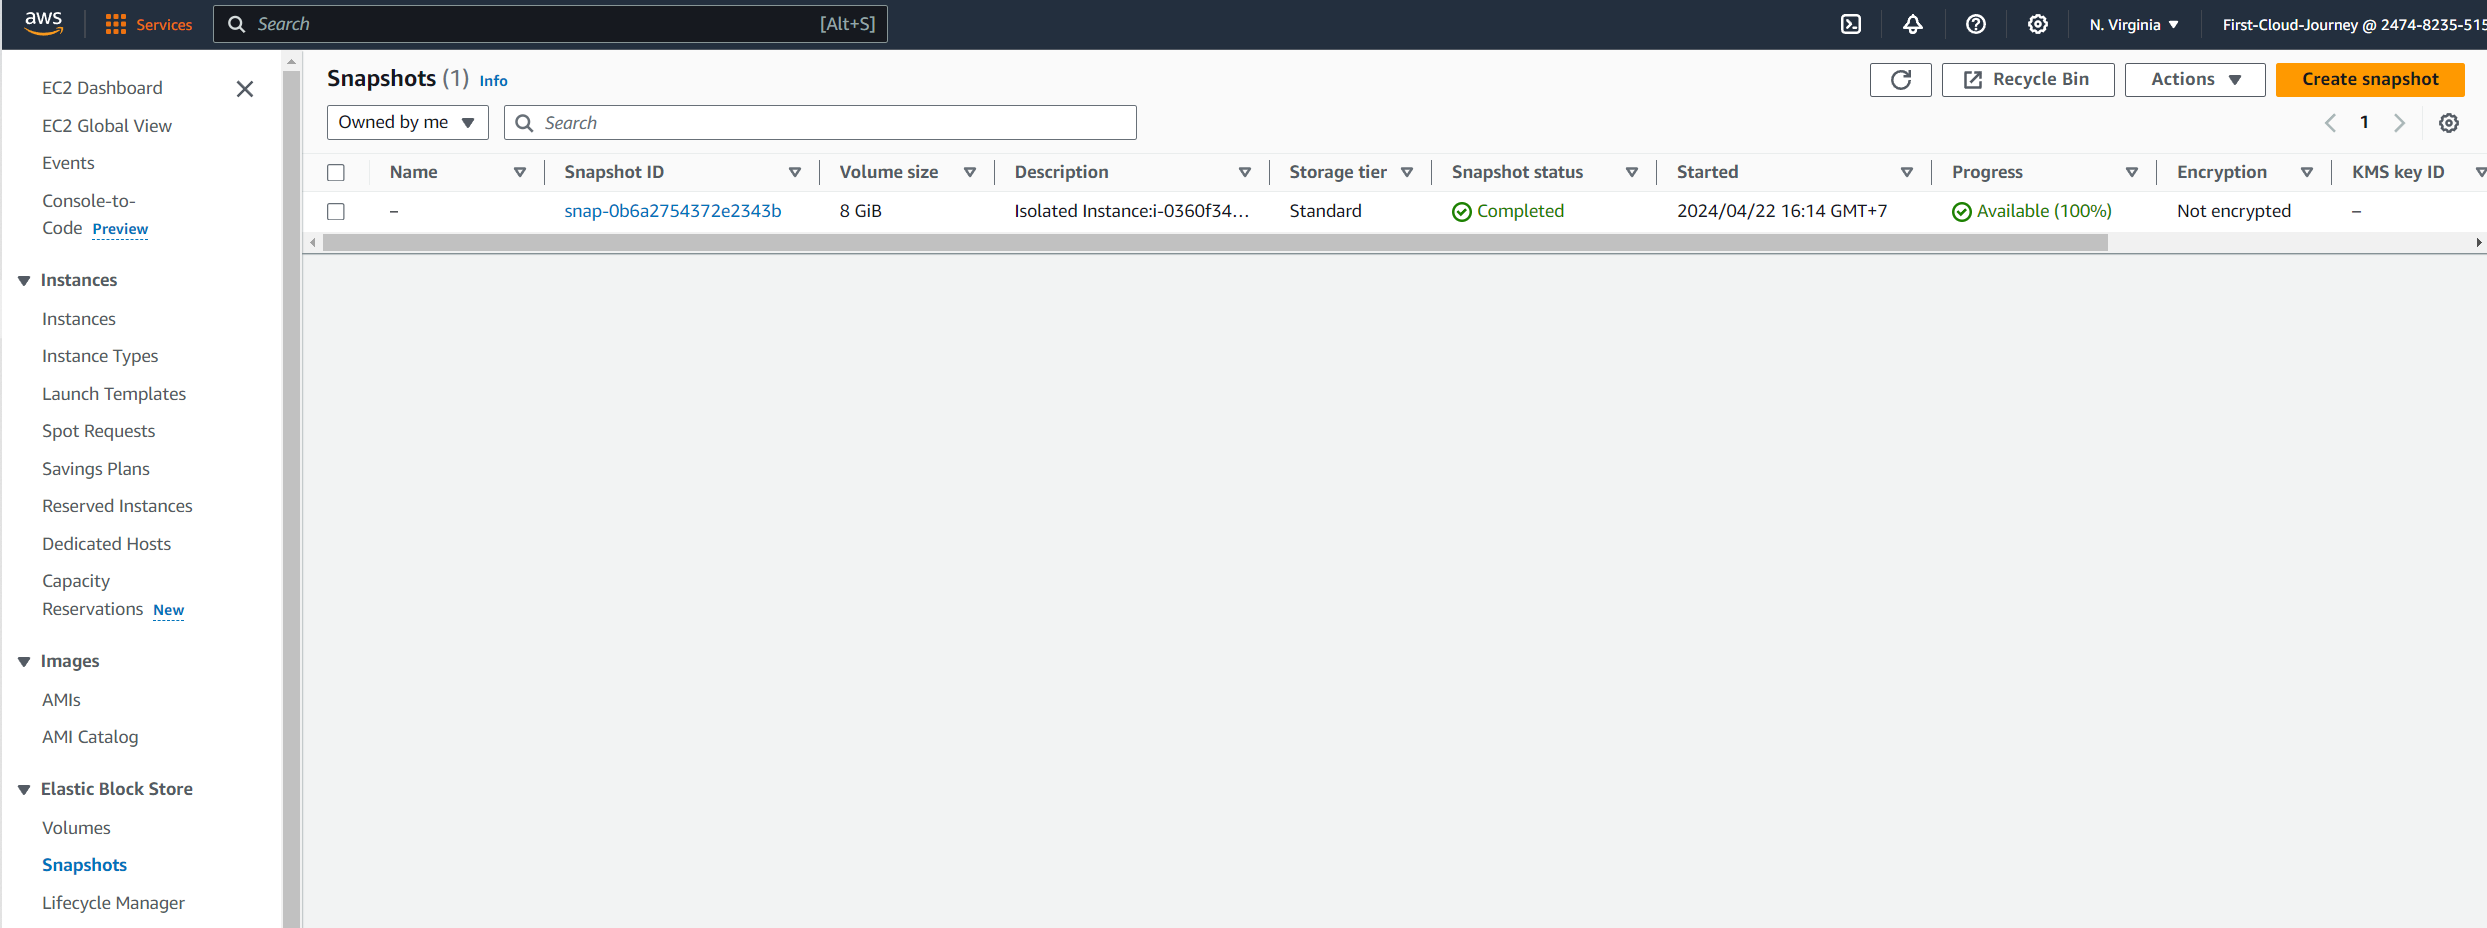 aws Services Search [Alt+S] N. Virginia First-Cloud-Journey @ 2474-8235-515
EC2 Dashboard
EC2 Global View
Events
Console-to-
Code Preview
Instances
Instances
Instance Types
Launch Templates
Spot Requests
Savings Plans
Reserved Instances
Dedicated Hosts
Capacity
Reservations New
Images
AMIs
AMI Catalog
Elastic Block Store
Volumes
Snapshots
Lifecycle Manager
Snapshots (1) Info Recycle Bin Actions Create snapshot
Owned by me Search 1
Name Snapshot ID Volume size Description Storage tier Snapshot status Started Progress Encryption KMS key ID
– snap-0b6a2754372e2343b 8 GiB Isolated Instance:i-0360f34... Standard Completed 2024/04/22 16:14 GMT+7 Available (100%) Not encrypted –